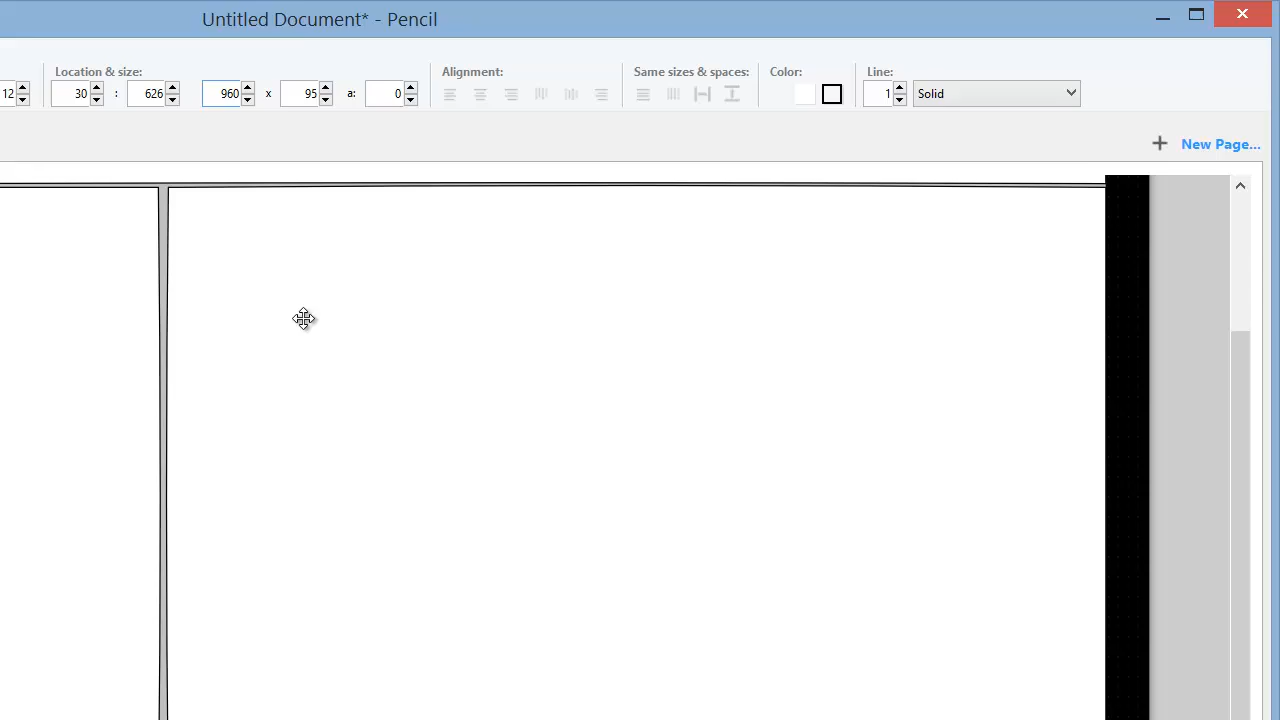 Untitled Document* - Pencil
Location & size: Alignment: Same sizes & spaces: Color: Line:
12 30 : 626 960 x 95 a: 0 1 Solid
New Page...